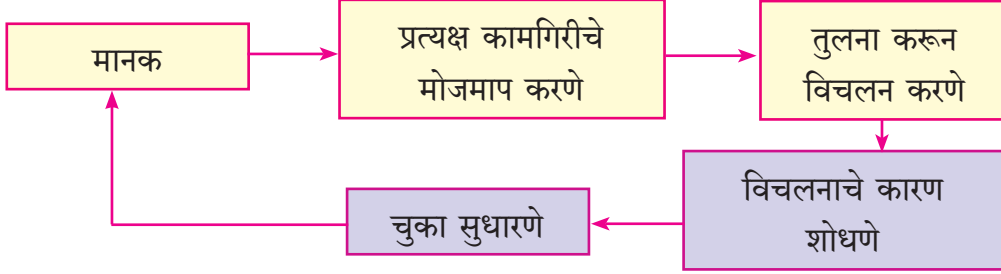 मानक
प्रत्यक्ष कामगिरीचे
मोजमाप करणे
तुलना करून
विचलन करणे
विचलनाचे कारण
शोधणे
चुका सुधारणे